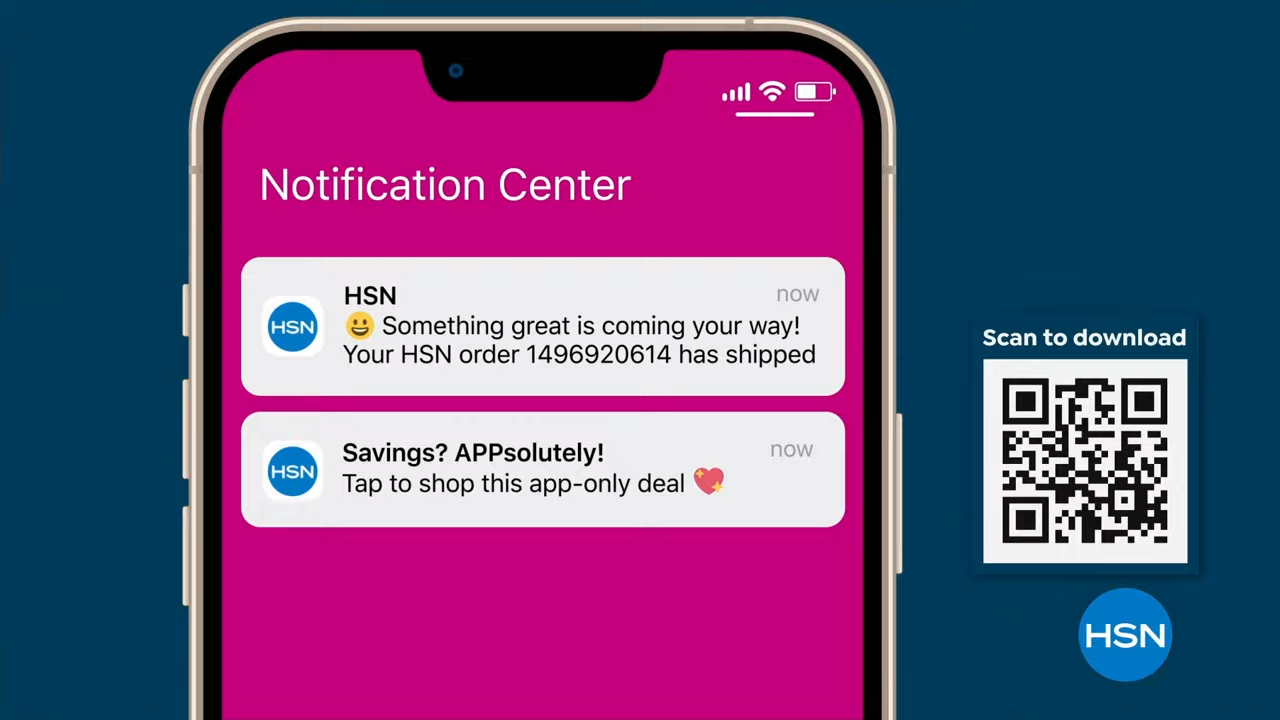 Notification Center
HSN
HSN
now
😀 Something great is coming your way!
Your HSN order 1496920614 has shipped
HSN
Savings? APPsolutely!
now
Tap to shop this app-only deal 💖
Scan to download
HSN